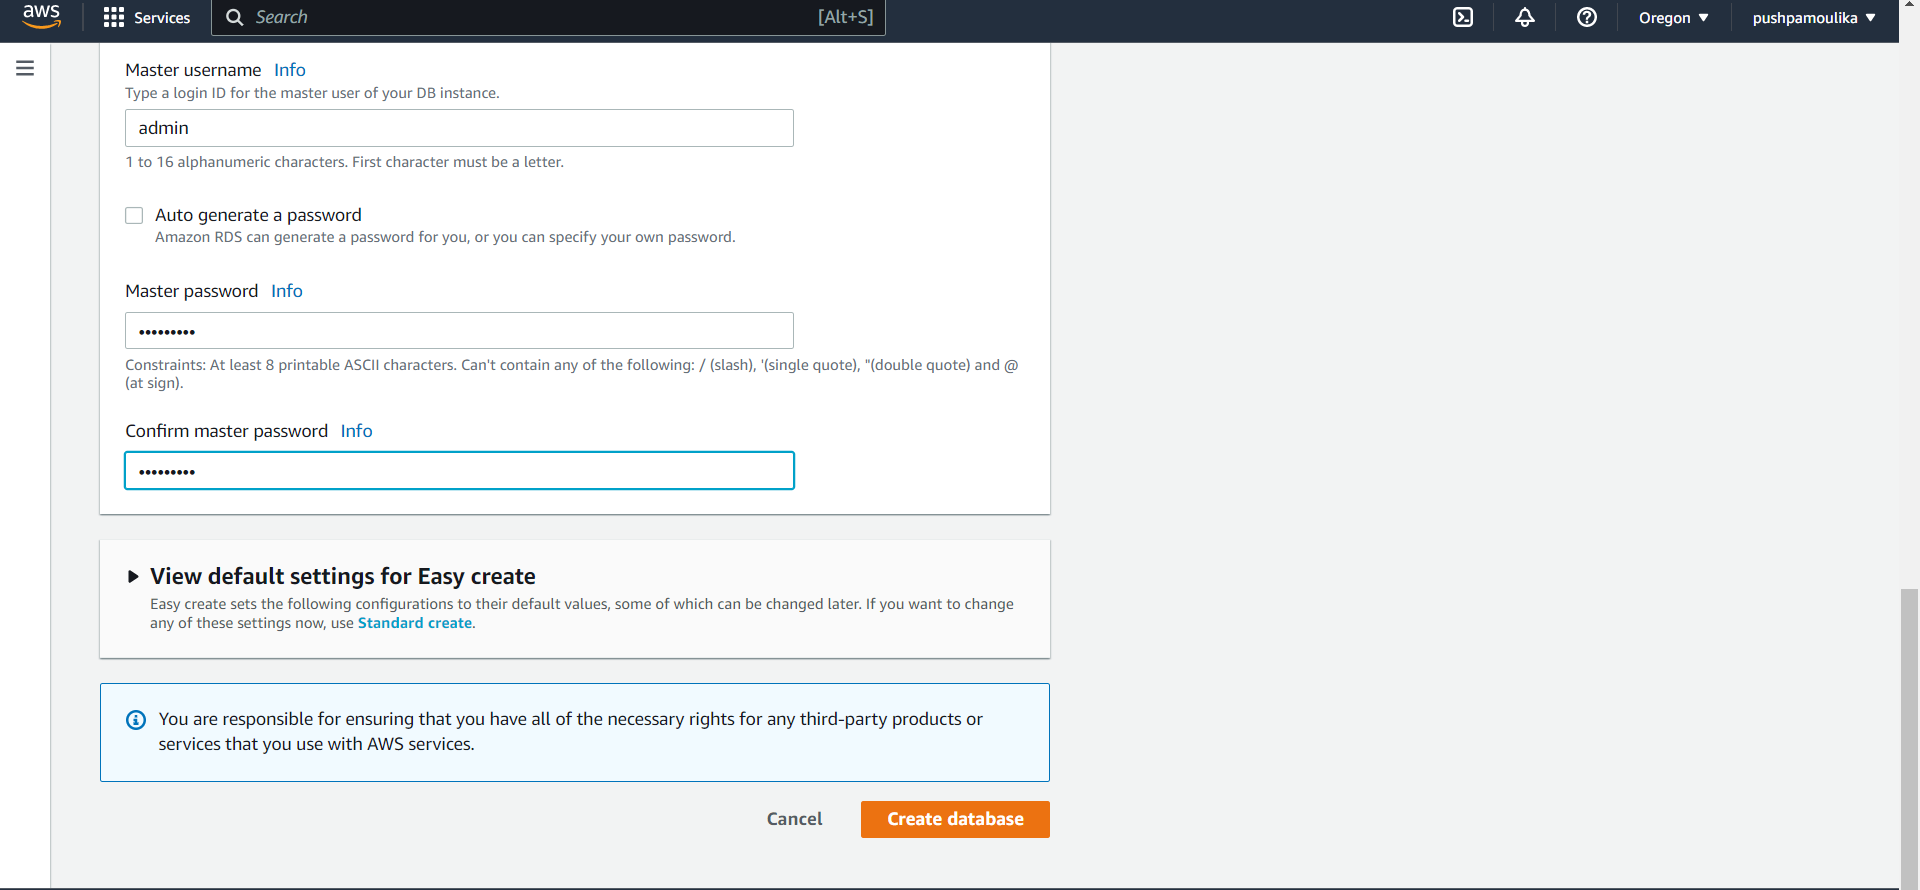 aws Services Search [Alt+S] Oregon ▼ pushpamoulika ▼
Master username Info
Type a login ID for the master user of your DB instance.
admin
1 to 16 alphanumeric characters. First character must be a letter.
Auto generate a password
Amazon RDS can generate a password for you, or you can specify your own password.
Master password Info
•••••••••
Constraints: At least 8 printable ASCII characters. Can't contain any of the following: / (slash), '(single quote), "(double quote) and @
(at sign).
Confirm master password Info
•••••••••
View default settings for Easy create
Easy create sets the following configurations to their default values, some of which can be changed later. If you want to change
any of these settings now, use Standard create.
You are responsible for ensuring that you have all of the necessary rights for any third-party products or
services that you use with AWS services.
Cancel Create database